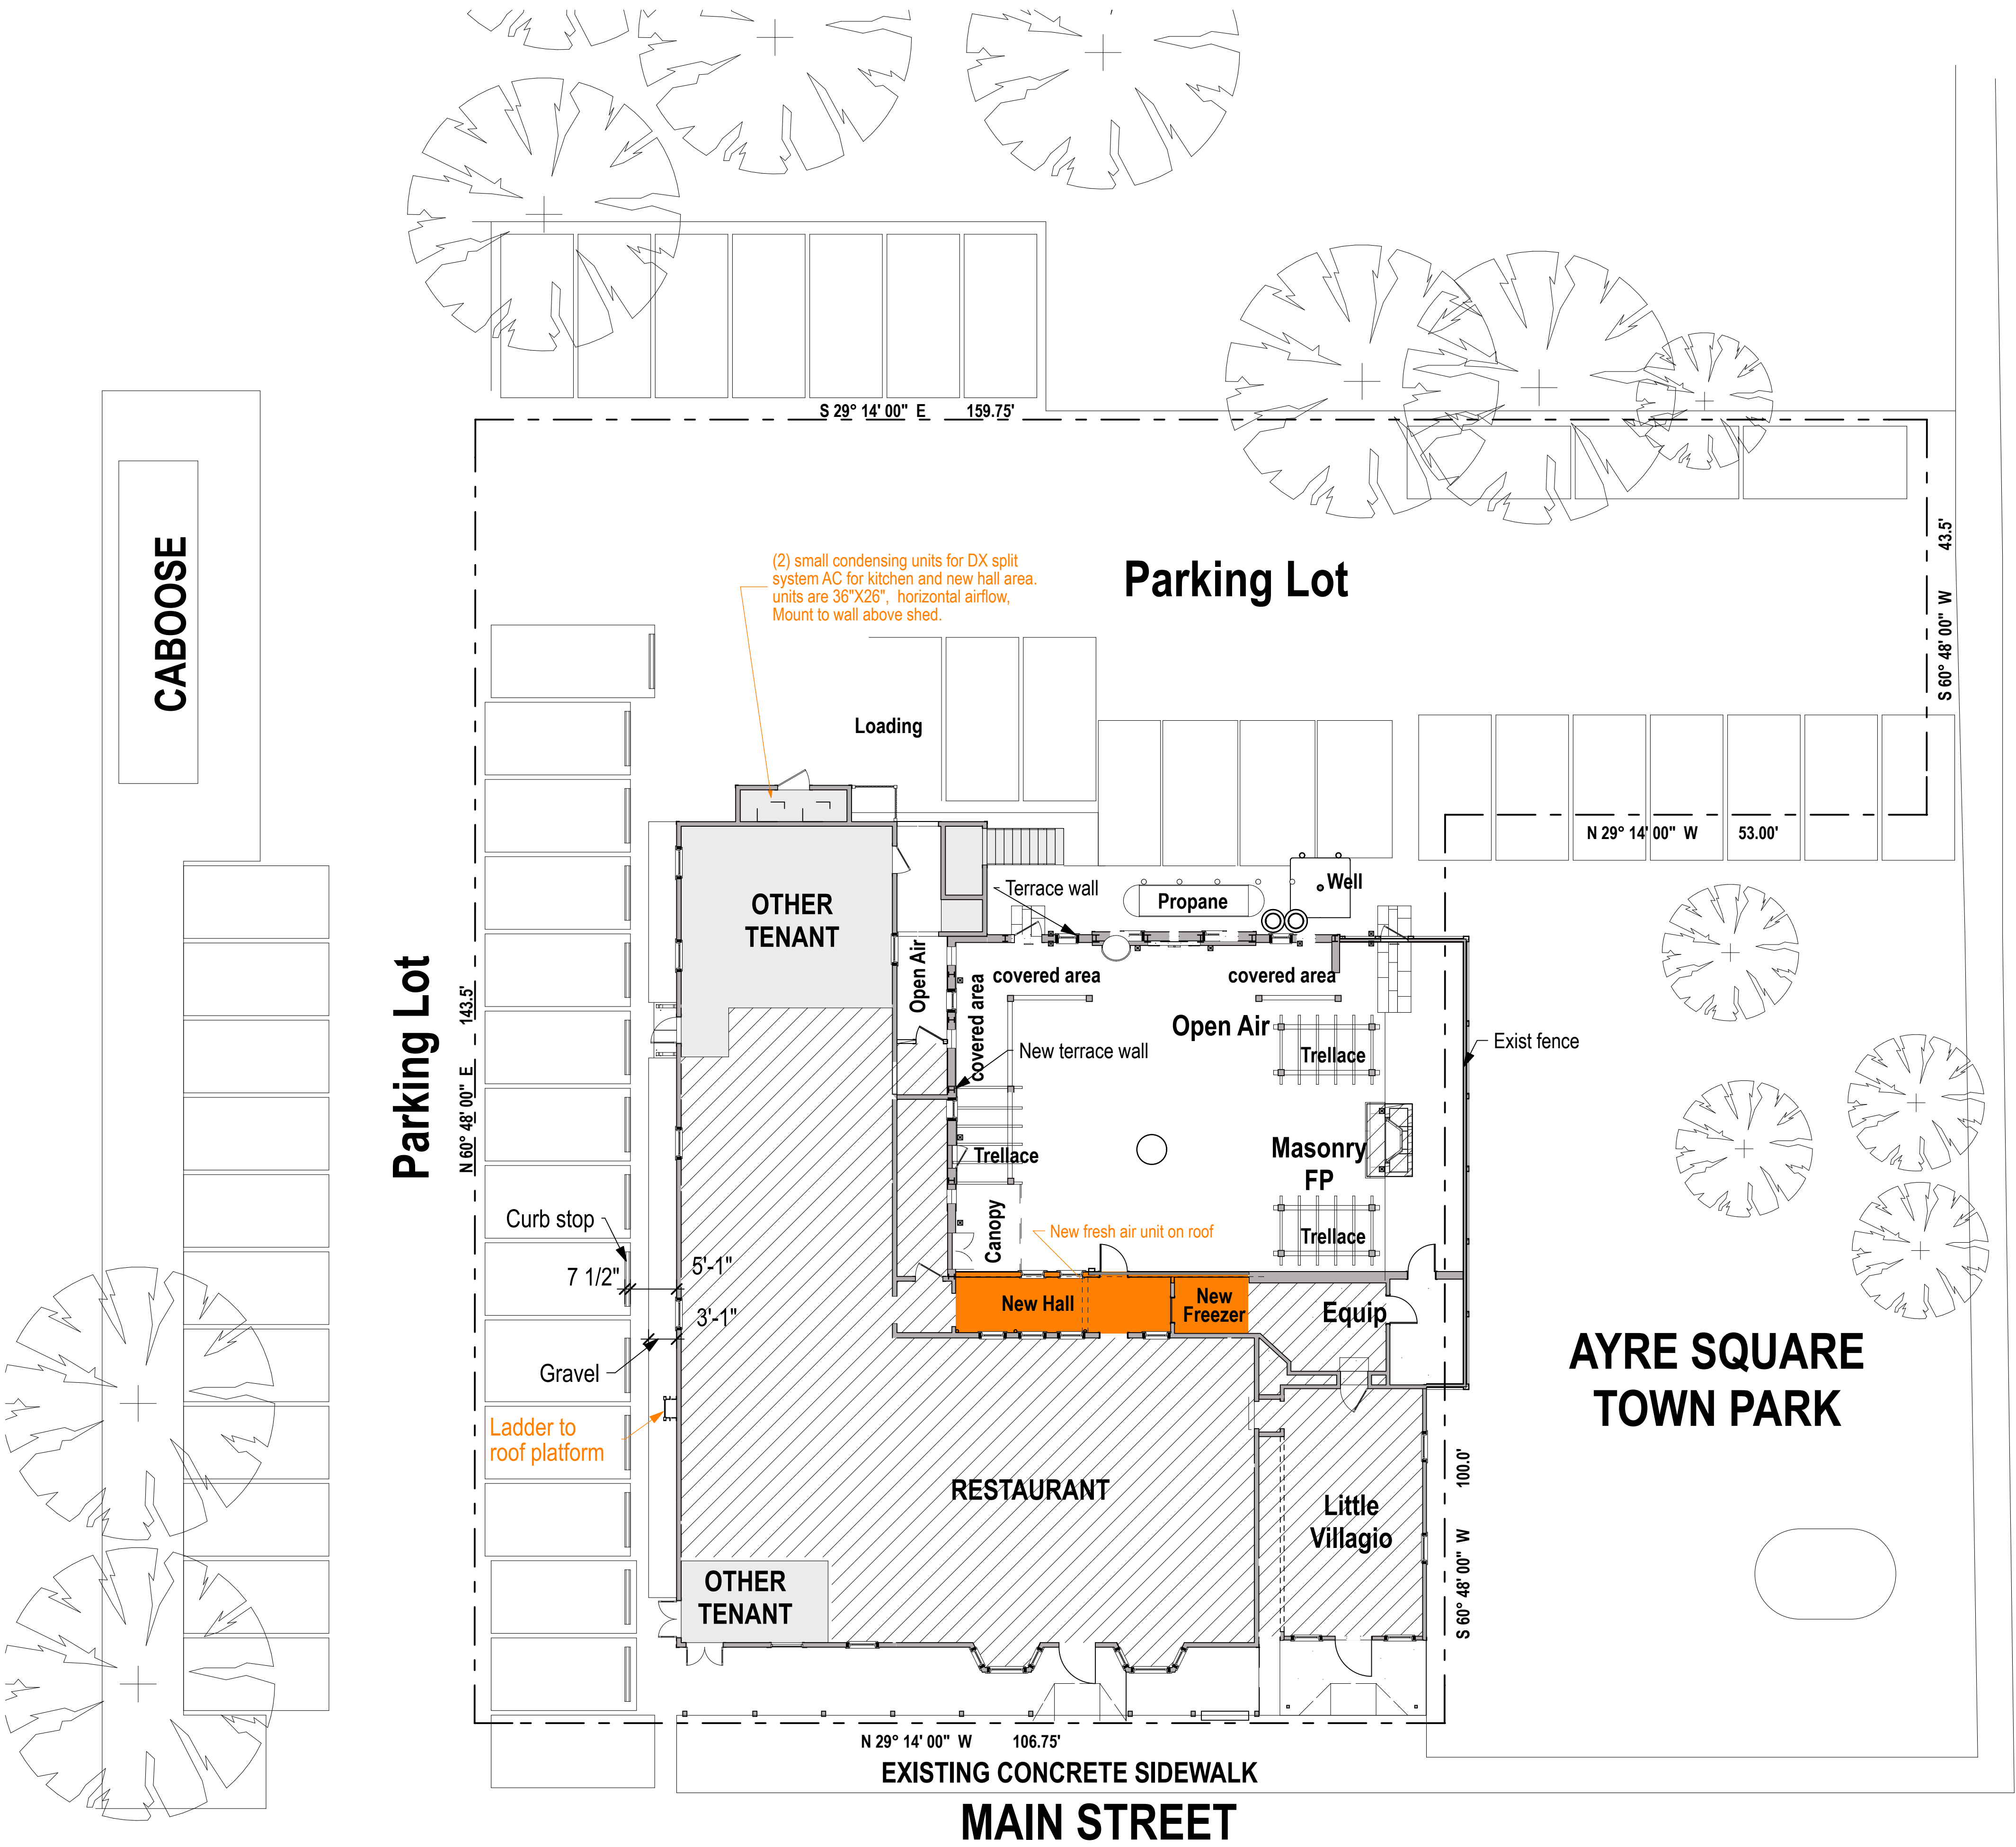 S 29° 14' 00" E 159.75'
CABOOSE
(2) small condensing units for DX split
system AC for kitchen and new hall area.
units are 36"X26", horizontal airflow,
Mount to wall above shed.
Parking Lot
S 60° 48' 00" W 43.5'
Loading
N 29° 14' 00" W 53.00'
OTHER
TENANT
Terrace wall
Propane
Well
Open Air
covered area
covered area
covered area
Open Air
Trellace
Exist fence
New terrace wall
Parking Lot
N 60° 48' 00" E 143.5'
Trellace
Masonry
FP
Canopy
New fresh air unit on roof
Trellace
Curb stop
7 1/2"
5'-1"
3'-1"
New Hall
New
Freezer
Equip
Gravel
AYRE SQUARE
TOWN PARK
Ladder to
roof platform
RESTAURANT
Little
Villagio
S 60° 48' 00" W 100.0'
OTHER
TENANT
N 29° 14' 00" W 106.75'
EXISTING CONCRETE SIDEWALK
MAIN STREET